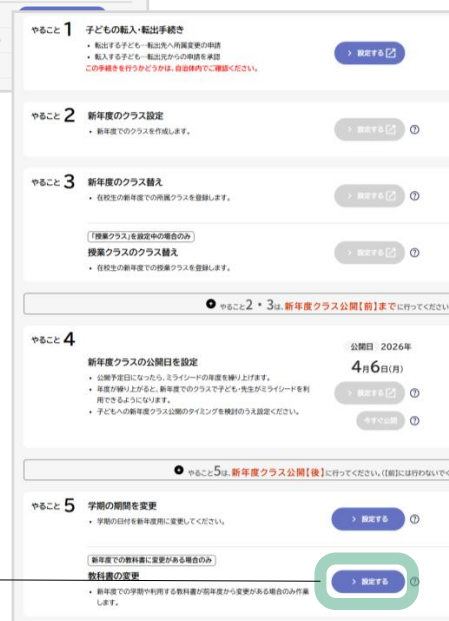 やること 1 子どもの転入・転出手続き
・ 転出する子ども…転出先へ所属変更の申請
・ 転入する子ども…転出元からの申請を承認
この手続きを行うかどうかは、自治体内でご確認ください。
> 設定する
やること 2 新年度のクラス設定
・ 新年度でのクラスを作成します。
> 設定する ?
やること 3 新年度のクラス替え
・ 在校生の新年度での所属クラスを登録します。
> 設定する ?
「授業クラス」を設定中の場合のみ
授業クラスのクラス替え
・ 在校生の新年度での授業クラスを登録します。
> 設定する ?
やること2・3は、新年度クラス公開【前】までに行ってください
やること 4
新年度クラスの公開日を設定
・ 公開予定日になったら、ミライシードの年度を繰り上げます。
・ 年度が繰り上がると、新年度でのクラスで子ども・先生がミライシードを利
用できるようになります。
・ 子どもへの新年度クラス公開のタイミングを検討のうえ設定ください。
公開日 2026年
4月6日(月)
> 設定する ?
今すぐ公開 ?
やること5は、新年度クラス公開【後】に行ってください。(【前】には行わないでく
やること 5 学期の期間を変更
・ 学期の日付を新年度用に変更してください。
> 設定する ?
新年度での教科書に変更がある場合のみ
教科書の変更
・ 新年度での学期や利用する教科書が前年度から変更がある場合のみ作業
します。
> 設定する ?